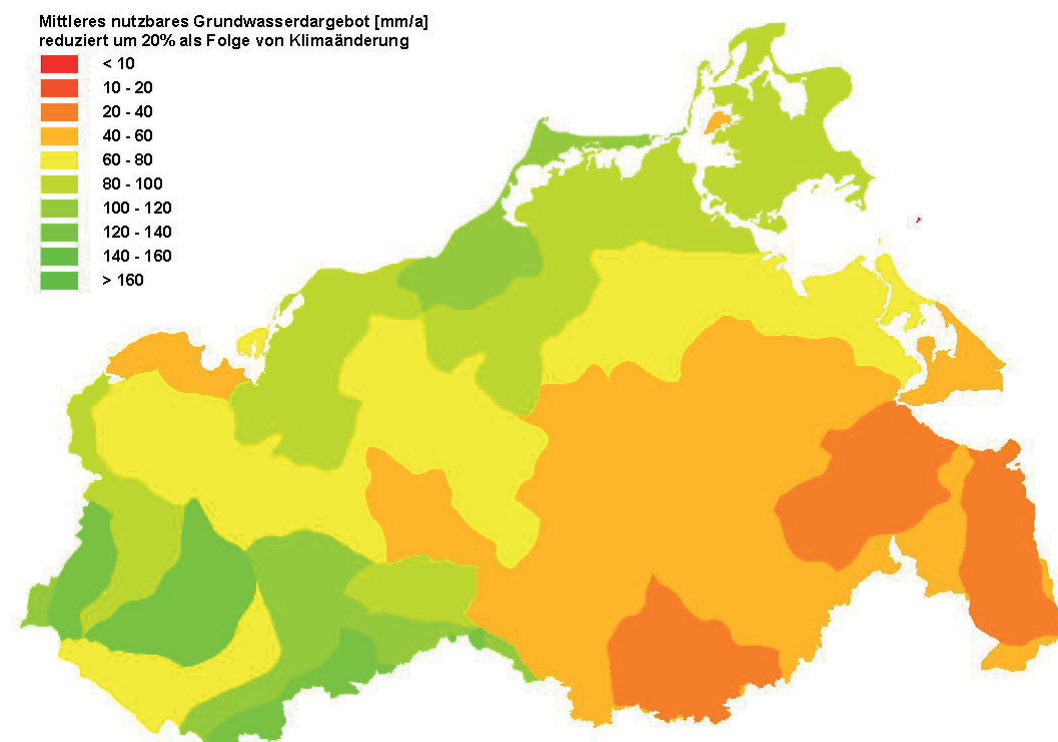 Mittleres nutzbares Grundwasserdargebot [mm/a]
reduziert um 20% als Folge von Klimaänderung
< 10
10 - 20
20 - 40
40 - 60
60 - 80
80 - 100
100 - 120
120 - 140
140 - 160
> 160